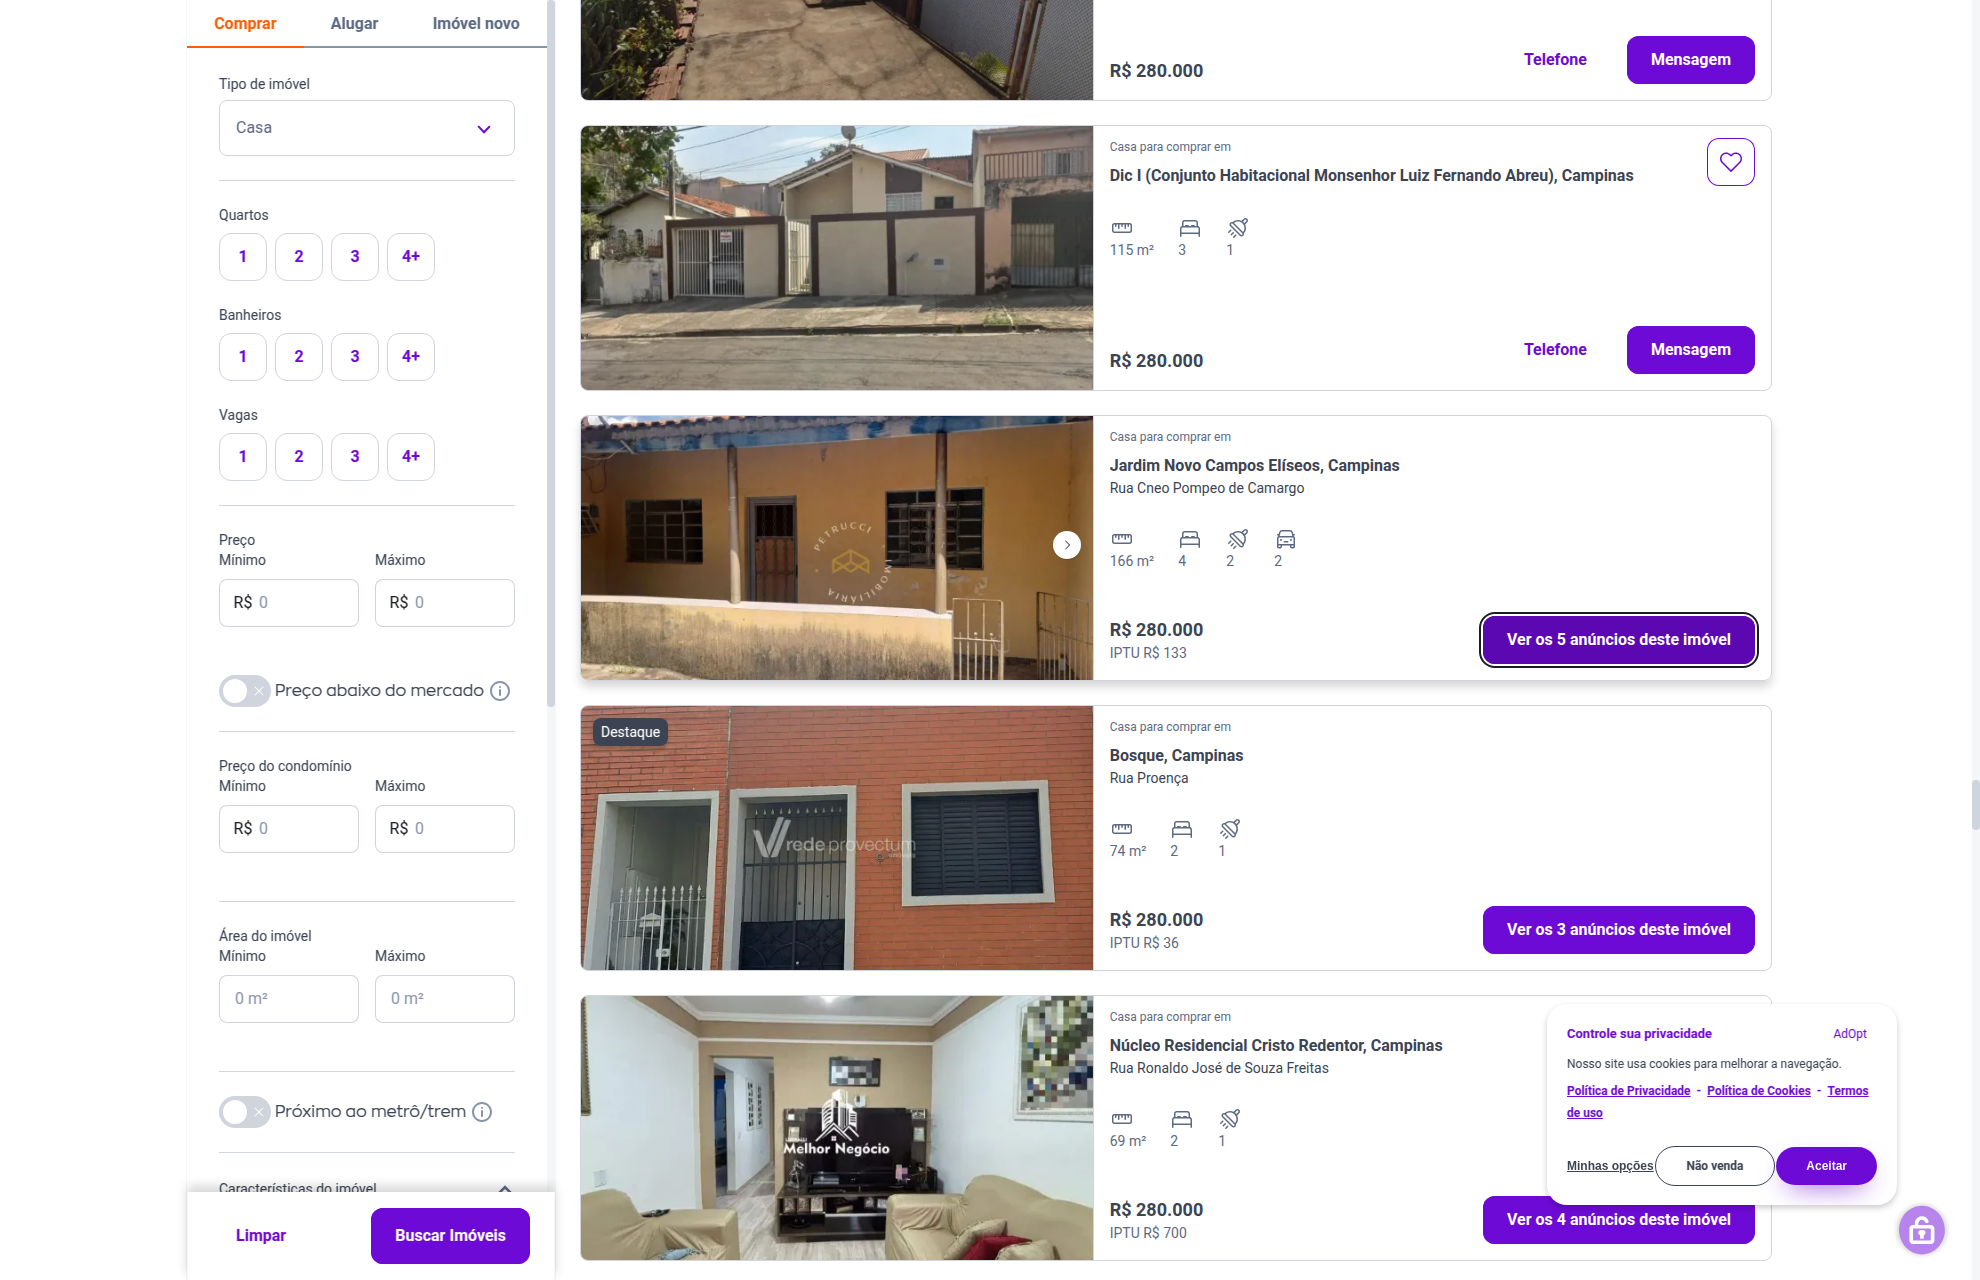 Comprar
Alugar
Imóvel novo
Tipo de imóvel
Casa
Quartos
1
2
3
4+
Banheiros
1
2
3
4+
Vagas
1
2
3
4+
Preço
Mínimo
Máximo
R$ 0
R$ 0
Preço abaixo do mercado
Preço do condomínio
Mínimo
Máximo
R$ 0
R$ 0
Área do imóvel
Mínimo
Máximo
0 m²
0 m²
Próximo ao metrô/trem
Características do imóvel
Limpar
Buscar Imóveis
R$ 280.000
Telefone
Mensagem
Casa para comprar em
Dic I (Conjunto Habitacional Monsenhor Luiz Fernando Abreu), Campinas
115 m²
3
1
R$ 280.000
Telefone
Mensagem
PETRUCCI
IMOBILIÁRIA
Casa para comprar em
Jardim Novo Campos Elíseos, Campinas
Rua Cneo Pompeo de Camargo
166 m²
4
2
2
R$ 280.000
IPTU R$ 133
Ver os 5 anúncios deste imóvel
Destaque
rede provectum
Casa para comprar em
Bosque, Campinas
Rua Proença
74 m²
2
1
R$ 280.000
IPTU R$ 36
Ver os 3 anúncios deste imóvel
Melhor Negócio
Casa para comprar em
Núcleo Residencial Cristo Redentor, Campinas
Rua Ronaldo José de Souza Freitas
69 m²
2
1
R$ 280.000
IPTU R$ 700
Ver os 4 anúncios deste imóvel
Controle sua privacidade
AdOpt
Nosso site usa cookies para melhorar a navegação.
Política de Privacidade - Política de Cookies - Termos
de uso
Minhas opções
Não venda
Aceitar